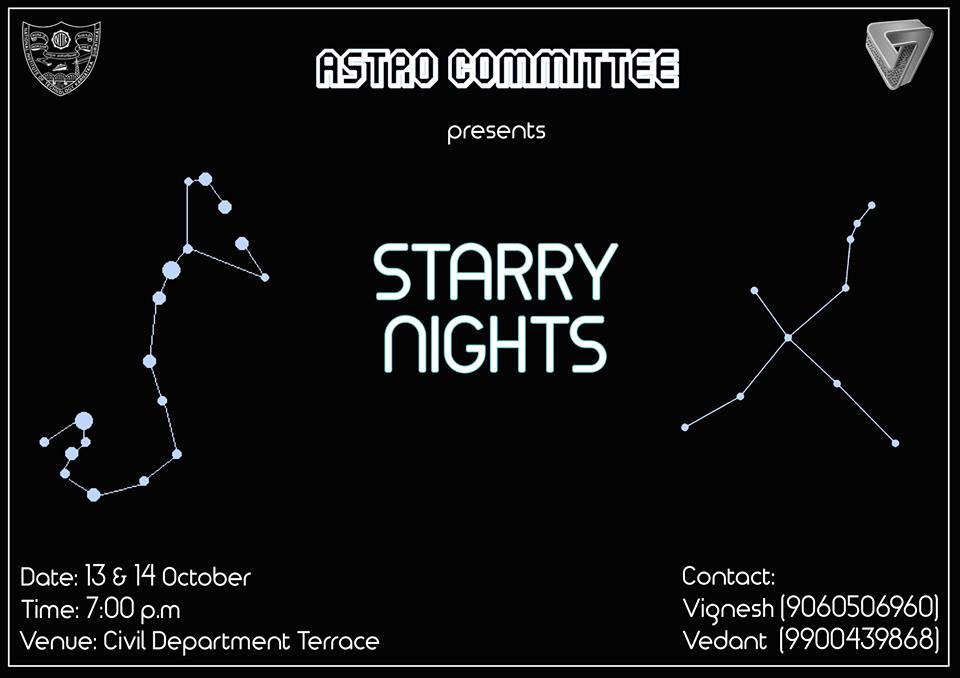 ASTRO COMMITTEE
presents
STARRY
NIGHTS
Date: 13 & 14 October
Time: 7:00 p.m
Venue: Civil Department Terrace
Contact:
Vignesh (9060506960)
Vedant (9900439868)